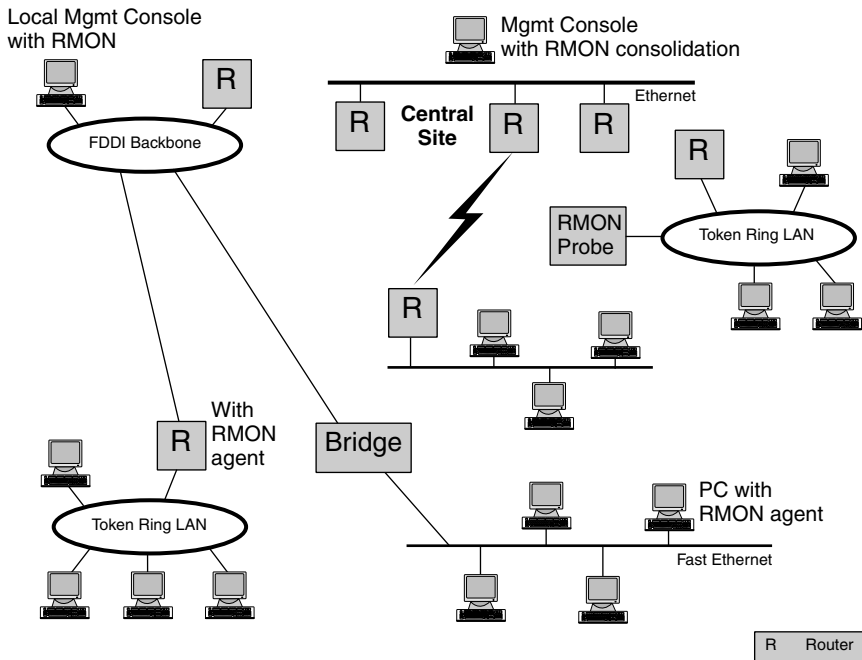 Local Mgmt Console
with RMON
Mgmt Console
with RMON consolidation
R
Ethernet
R
Central
Site
R
R
FDDI Backbone
R
RMON
Probe
Token Ring LAN
R
With
RMON
agent
R
Bridge
PC with
RMON agent
Token Ring LAN
Fast Ethernet
R Router